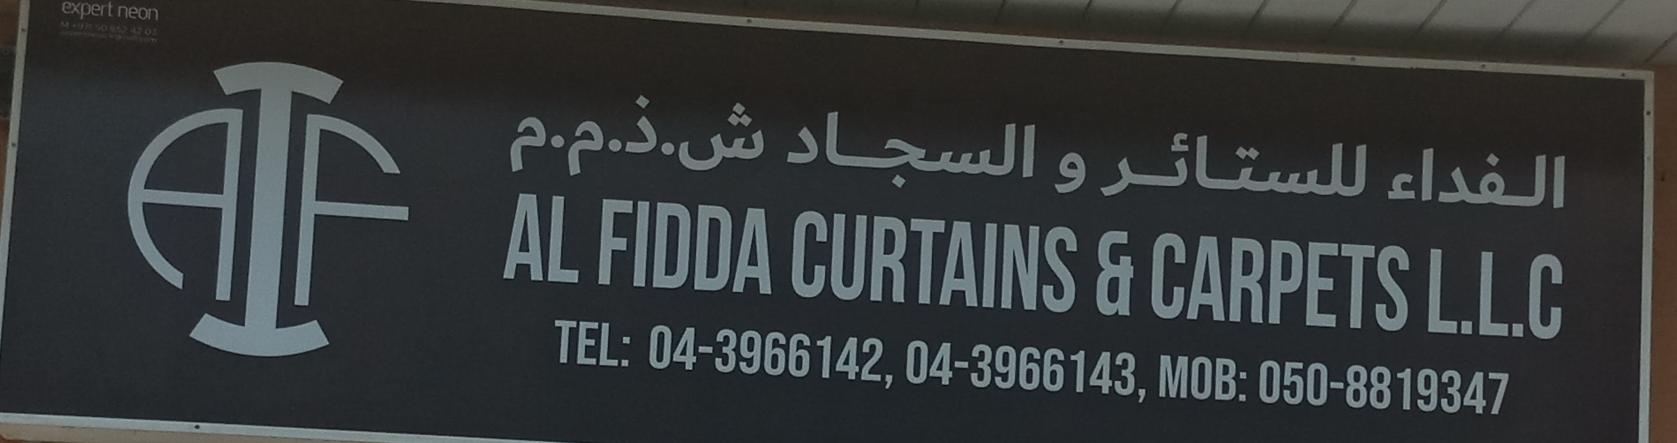 expert neon
الفداء للستائر و السجاد ش.ذ.م.م
AL FIDDA CURTAINS & CARPETS L.L.C
TEL: 04-3966142, 04-3966143, MOB: 050-8819347